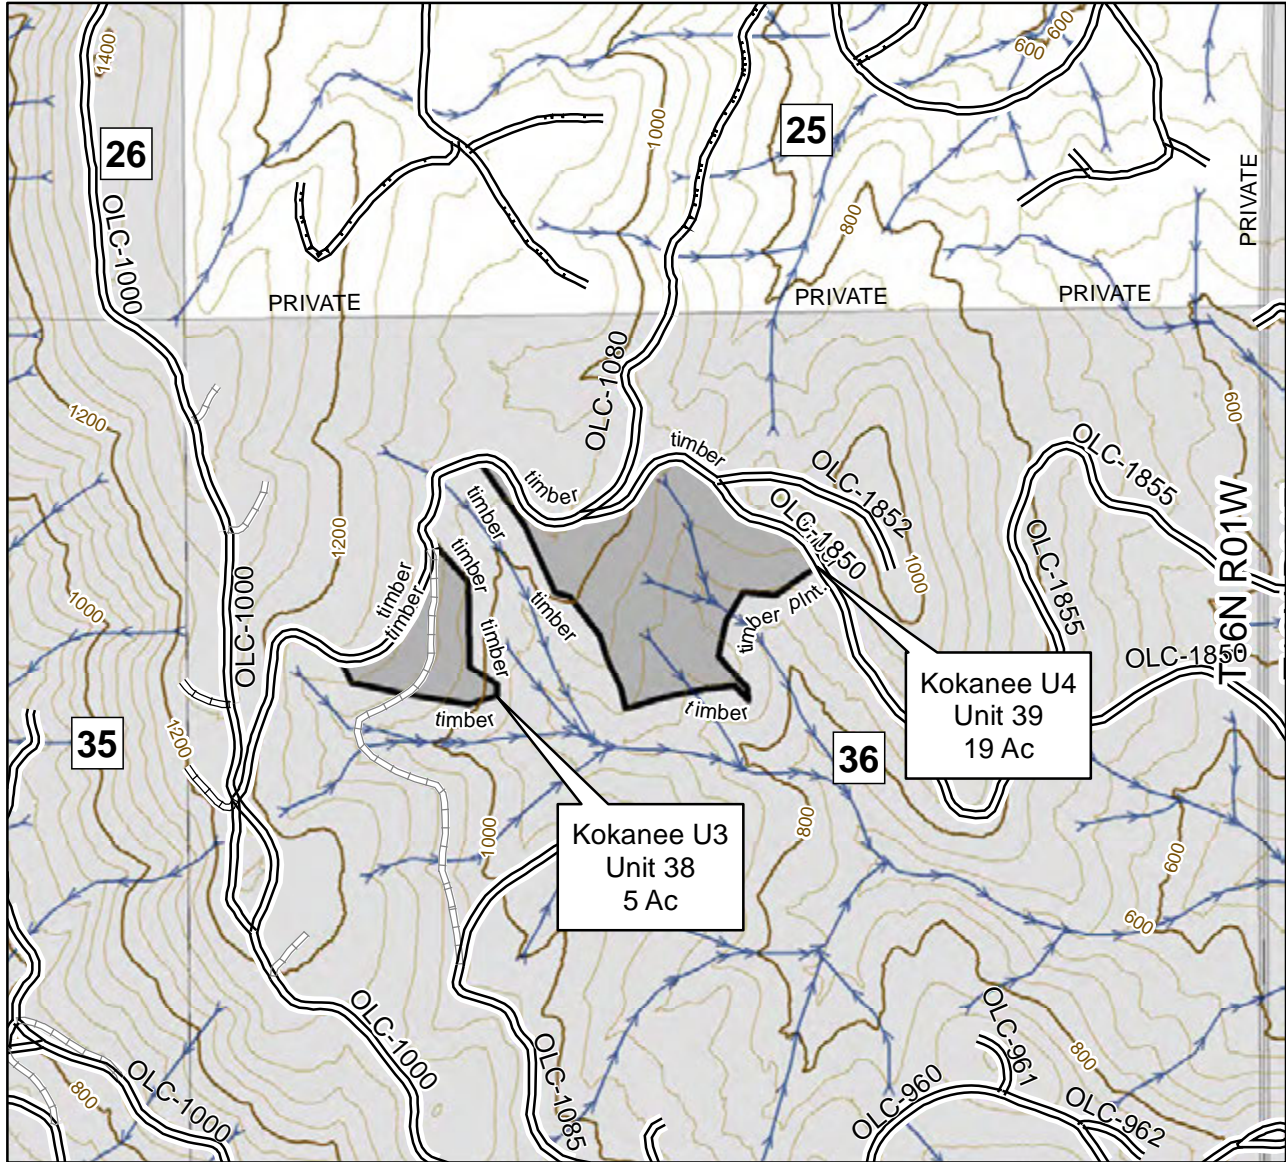 1400
600
600
26
25
1000
800
PRIVATE
OLC-1000
PRIVATE
PRIVATE
PRIVATE
OLC-1080
1200
600
timber
OLC-1855
OLC-1852
timber
timber
1200
OLC-1850
timber
timber
1000
OLC-1855
T16N R01W
1000
OLC-1000
timber
timber
timber
timber
timber
plnt.
timber
OLC-1850
Kokanee U4
Unit 39
19 Ac
timber
timber
1200
35
36
Kokanee U3
Unit 38
5 Ac
1000
800
600
600
OLC-1000
OLC-1085
OLC-961
OLC-960
OLC-962
800
800
OLC-1000